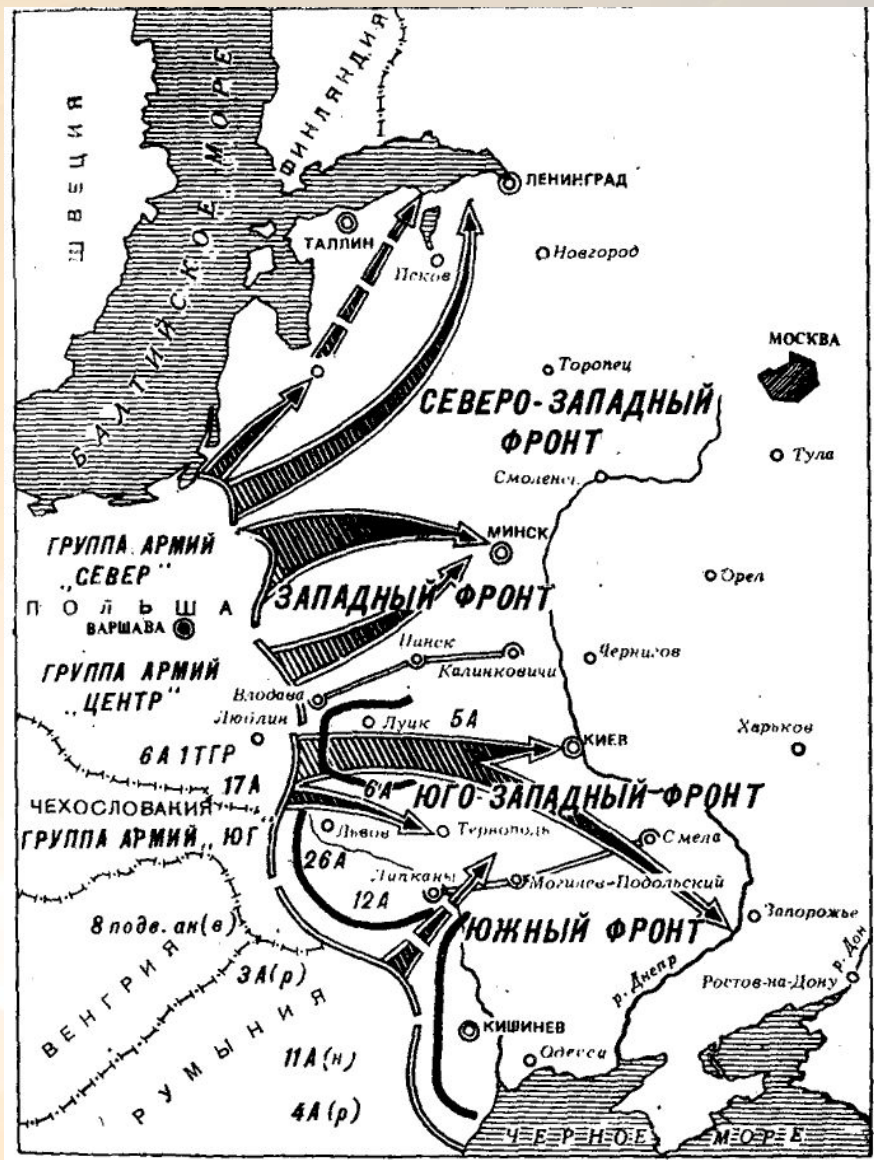 ШВЕЦИЯ
БАЛТИЙСКОЕ МОРЕ
ФИНЛЯНДИЯ
ЛЕНИНГРАД
ТАЛЛИН
Псков
Новгород
МОСКВА
Торопец
СЕВЕРО-ЗАПАДНЫЙ
ФРОНТ
Тула
Смоленск
МИНСК
ГРУППА АРМИЙ
„СЕВЕР"
ПОЛЬША
ВАРШАВА
ЗАПАДНЫЙ ФРОНТ
Орел
Пинск
Калинковичи
Чернигов
ГРУППА АРМИЙ
„ЦЕНТР"
Влодава
Люблин
Луцк
5А
КИЕВ
Харьков
6А 1ТГР
17А
6А
ЮГО-ЗАПАДНЫЙ ФРОНТ
ЧЕХОСЛОВАКИЯ
ГРУППА АРМИЙ „ЮГ"
Львов
Тернополь
Смела
26А
Липканы
12А
Могилев-Подольский
8 подв. ак(в)
ЮЖНЫЙ ФРОНТ
Запорожье
р. Дон
3А(р)
р. Днепр
Ростов-на-Дону
ВЕНГРИЯ
РУМЫНИЯ
КИШИНЕВ
Одесса
11А(н)
4А(р)
ЧЕРНОЕ МОРЕ